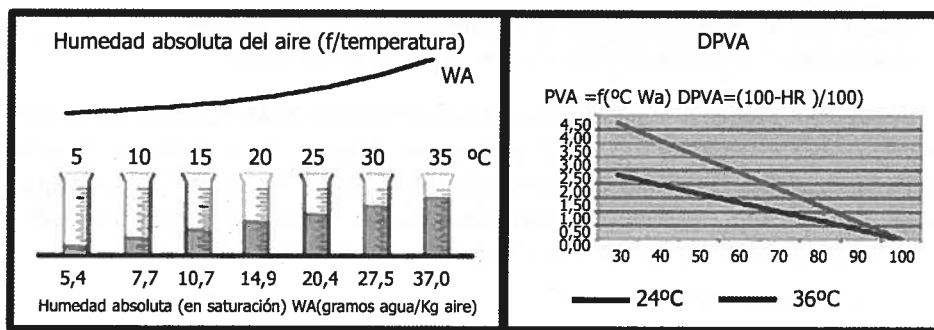 Humedad absoluta del aire (f/temperatura)
WA
5 10 15 20 25 30 35 ºC
5,4 7,7 10,7 14,9 20,4 27,5 37,0
Humedad absoluta (en saturación) WA(gramos agua/Kg aire)
DPVA
PVA =f(ºC Wa) DPVA=(100-HR )/100)
4,50
4,00
3,50
3,00
2,50
2,00
1,50
1,00
0,50
0,00
30 40 50 60 70 80 90 100
24ºC 36ºC